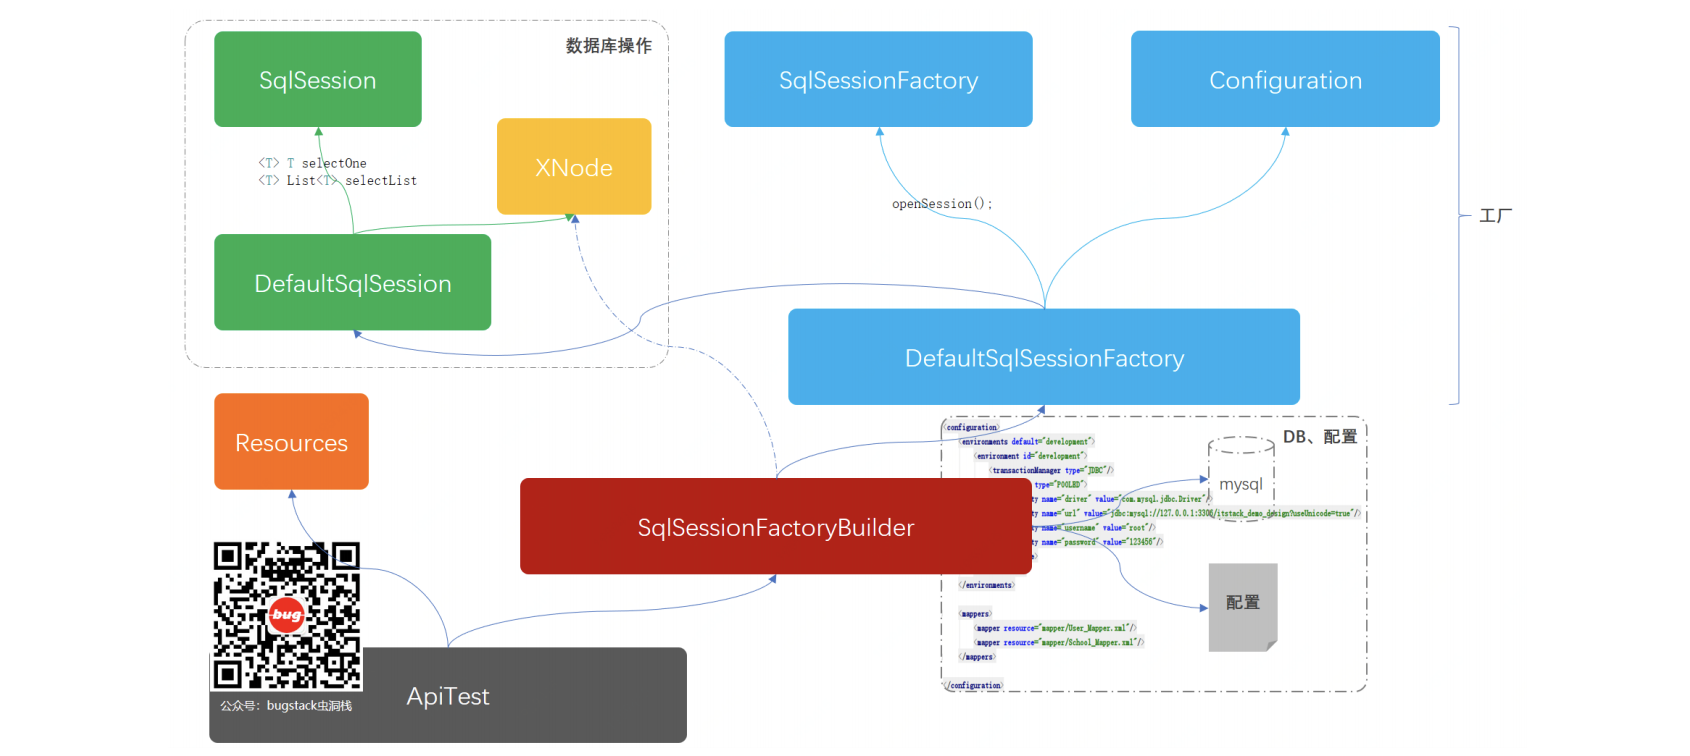 数据库操作
SqlSession
SqlSessionFactory
Configuration
XNode
<T> T selectOne
<T> List<T> selectList
openSession();
工厂
DefaultSqlSession
DefaultSqlSessionFactory
Resources
DB、配置
mysql
<configuration>
<environments default="development">
<environment id="development">
<transactionManager type="JDBC"/>
type="POOLED">
ty name="driver" value="com.mysql.jdbc.Driver"/>
ty name="url" value="jdbc:mysql://127.0.0.1:3306/itstack_demo_design?useUnicode=true"/>
ty name="username" value="root"/>
ty name="password" value="123456"/>
</environments>
<mappers>
<mapper resource="mapper/User_Mapper.xml"/>
<mapper resource="mapper/School_Mapper.xml"/>
</mappers>
</configuration>
SqlSessionFactoryBuilder
配置
bug
ApiTest
公众号：bugstack虫洞栈